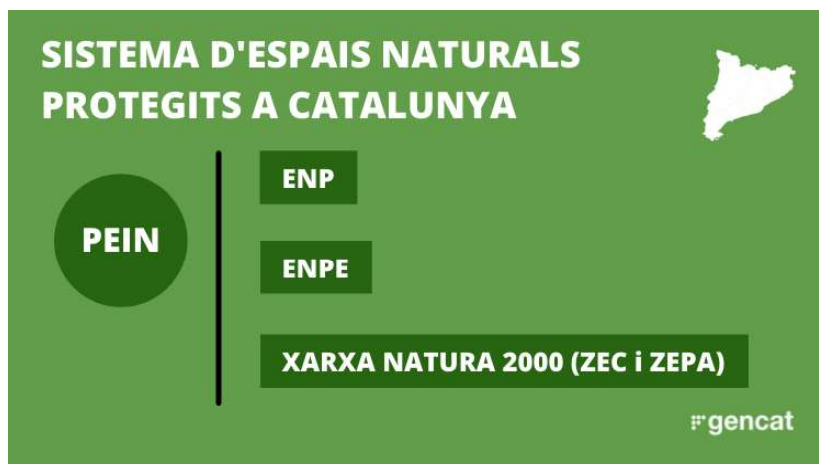 SISTEMA D'ESPAIS NATURALS
PROTEGITS A CATALUNYA
PEIN
ENP
ENPE
XARXA NATURA 2000 (ZEC i ZEPA)
gencat